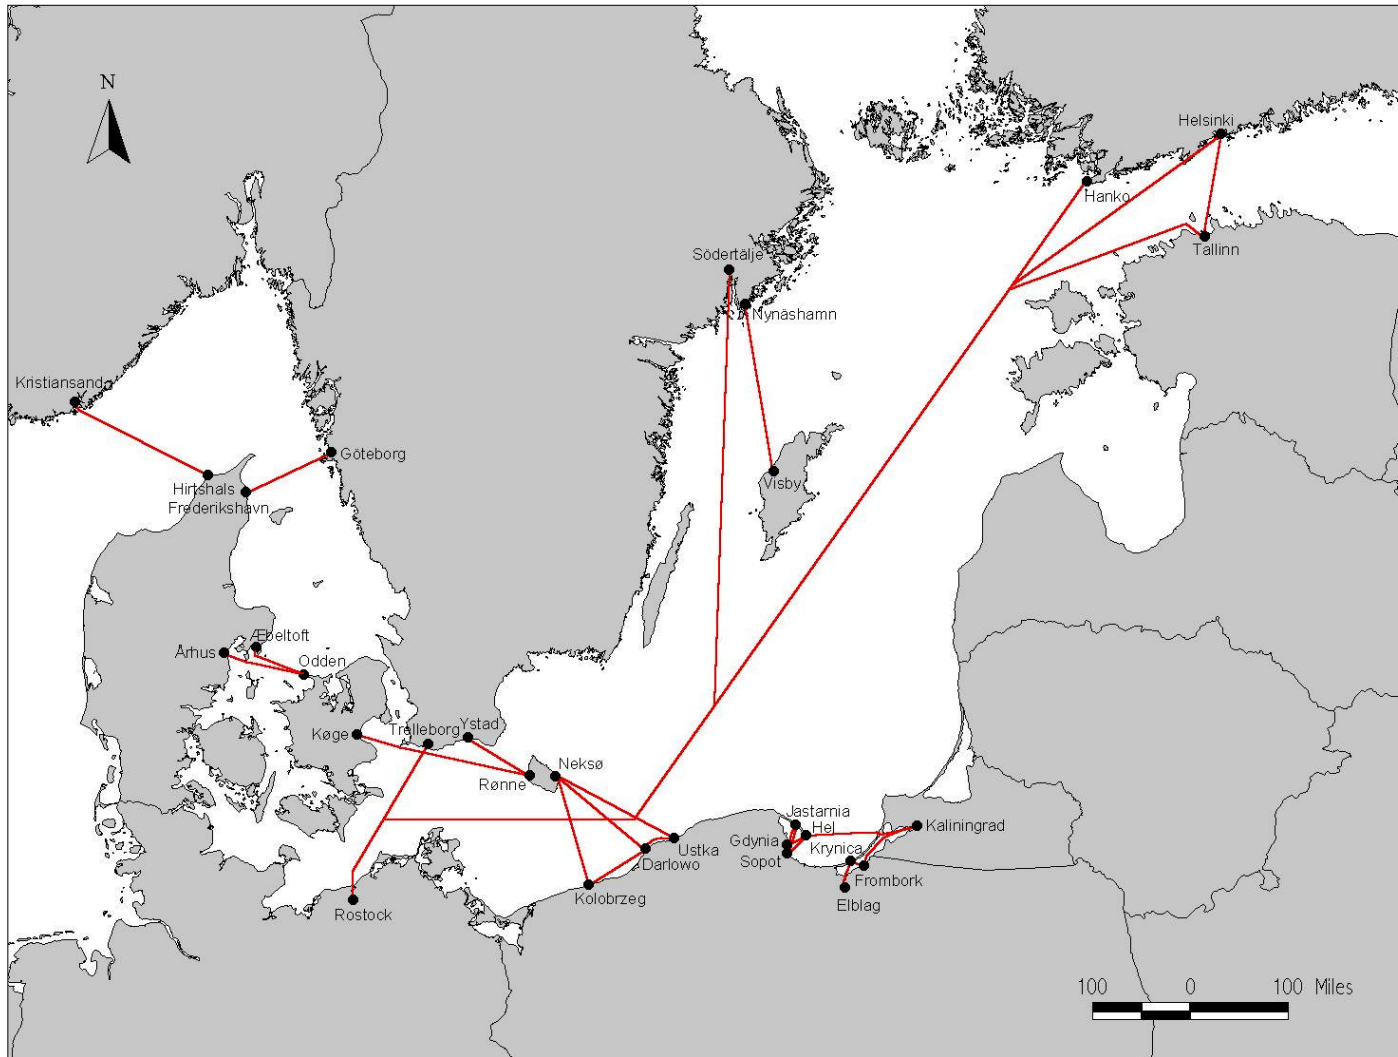 N
Helsinki
Hanko
Tallinn
Södertälje
Nynäshamn
Kristiansand
Göteborg
Hirtshals
Visby
Frederikshavn
Æbeltoft
Århus
Odden
Køge
Trelleborg
Ystad
Neksø
Rønne
Jastarnia
Hel
Kaliningrad
Gdynia
Ustka
Krynica
Sopot
Darlowo
Frombork
Kolobrzeg
Elblag
Rostock
100 0 100 Miles